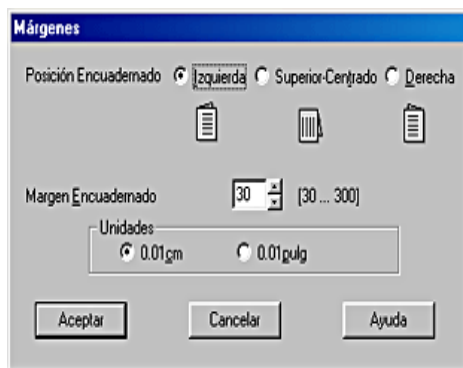 Márgenes
Posición Encuadernado Izquierda Superior-Centrado Derecha
Margen Encuadernado 30 [30 ... 300]
Unidades
0.01cm 0.01pulg
Aceptar Cancelar Ayuda